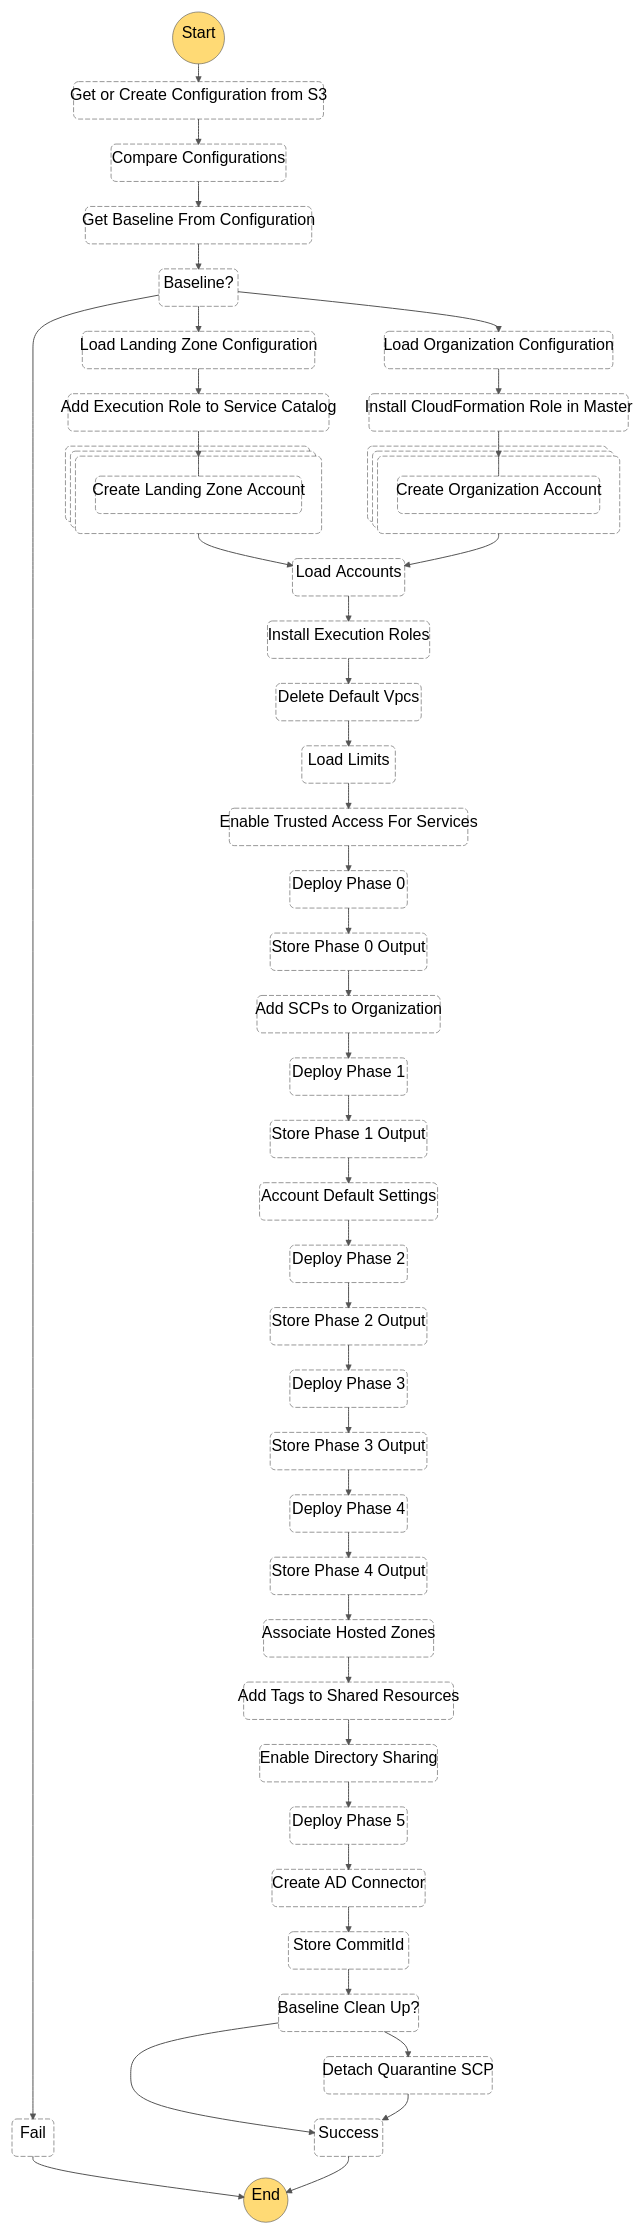 Start
Get or Create Configuration from S3
Compare Configurations
Get Baseline From Configuration
Baseline?
Load Landing Zone Configuration
Load Organization Configuration
Add Execution Role to Service Catalog
Install CloudFormation Role in Master
Create Landing Zone Account
Create Organization Account
Load Accounts
Install Execution Roles
Delete Default Vpcs
Load Limits
Enable Trusted Access For Services
Deploy Phase 0
Store Phase 0 Output
Add SCPs to Organization
Deploy Phase 1
Store Phase 1 Output
Account Default Settings
Deploy Phase 2
Store Phase 2 Output
Deploy Phase 3
Store Phase 3 Output
Deploy Phase 4
Store Phase 4 Output
Associate Hosted Zones
Add Tags to Shared Resources
Enable Directory Sharing
Deploy Phase 5
Create AD Connector
Store CommitId
Baseline Clean Up?
Detach Quarantine SCP
Fail
Success
End